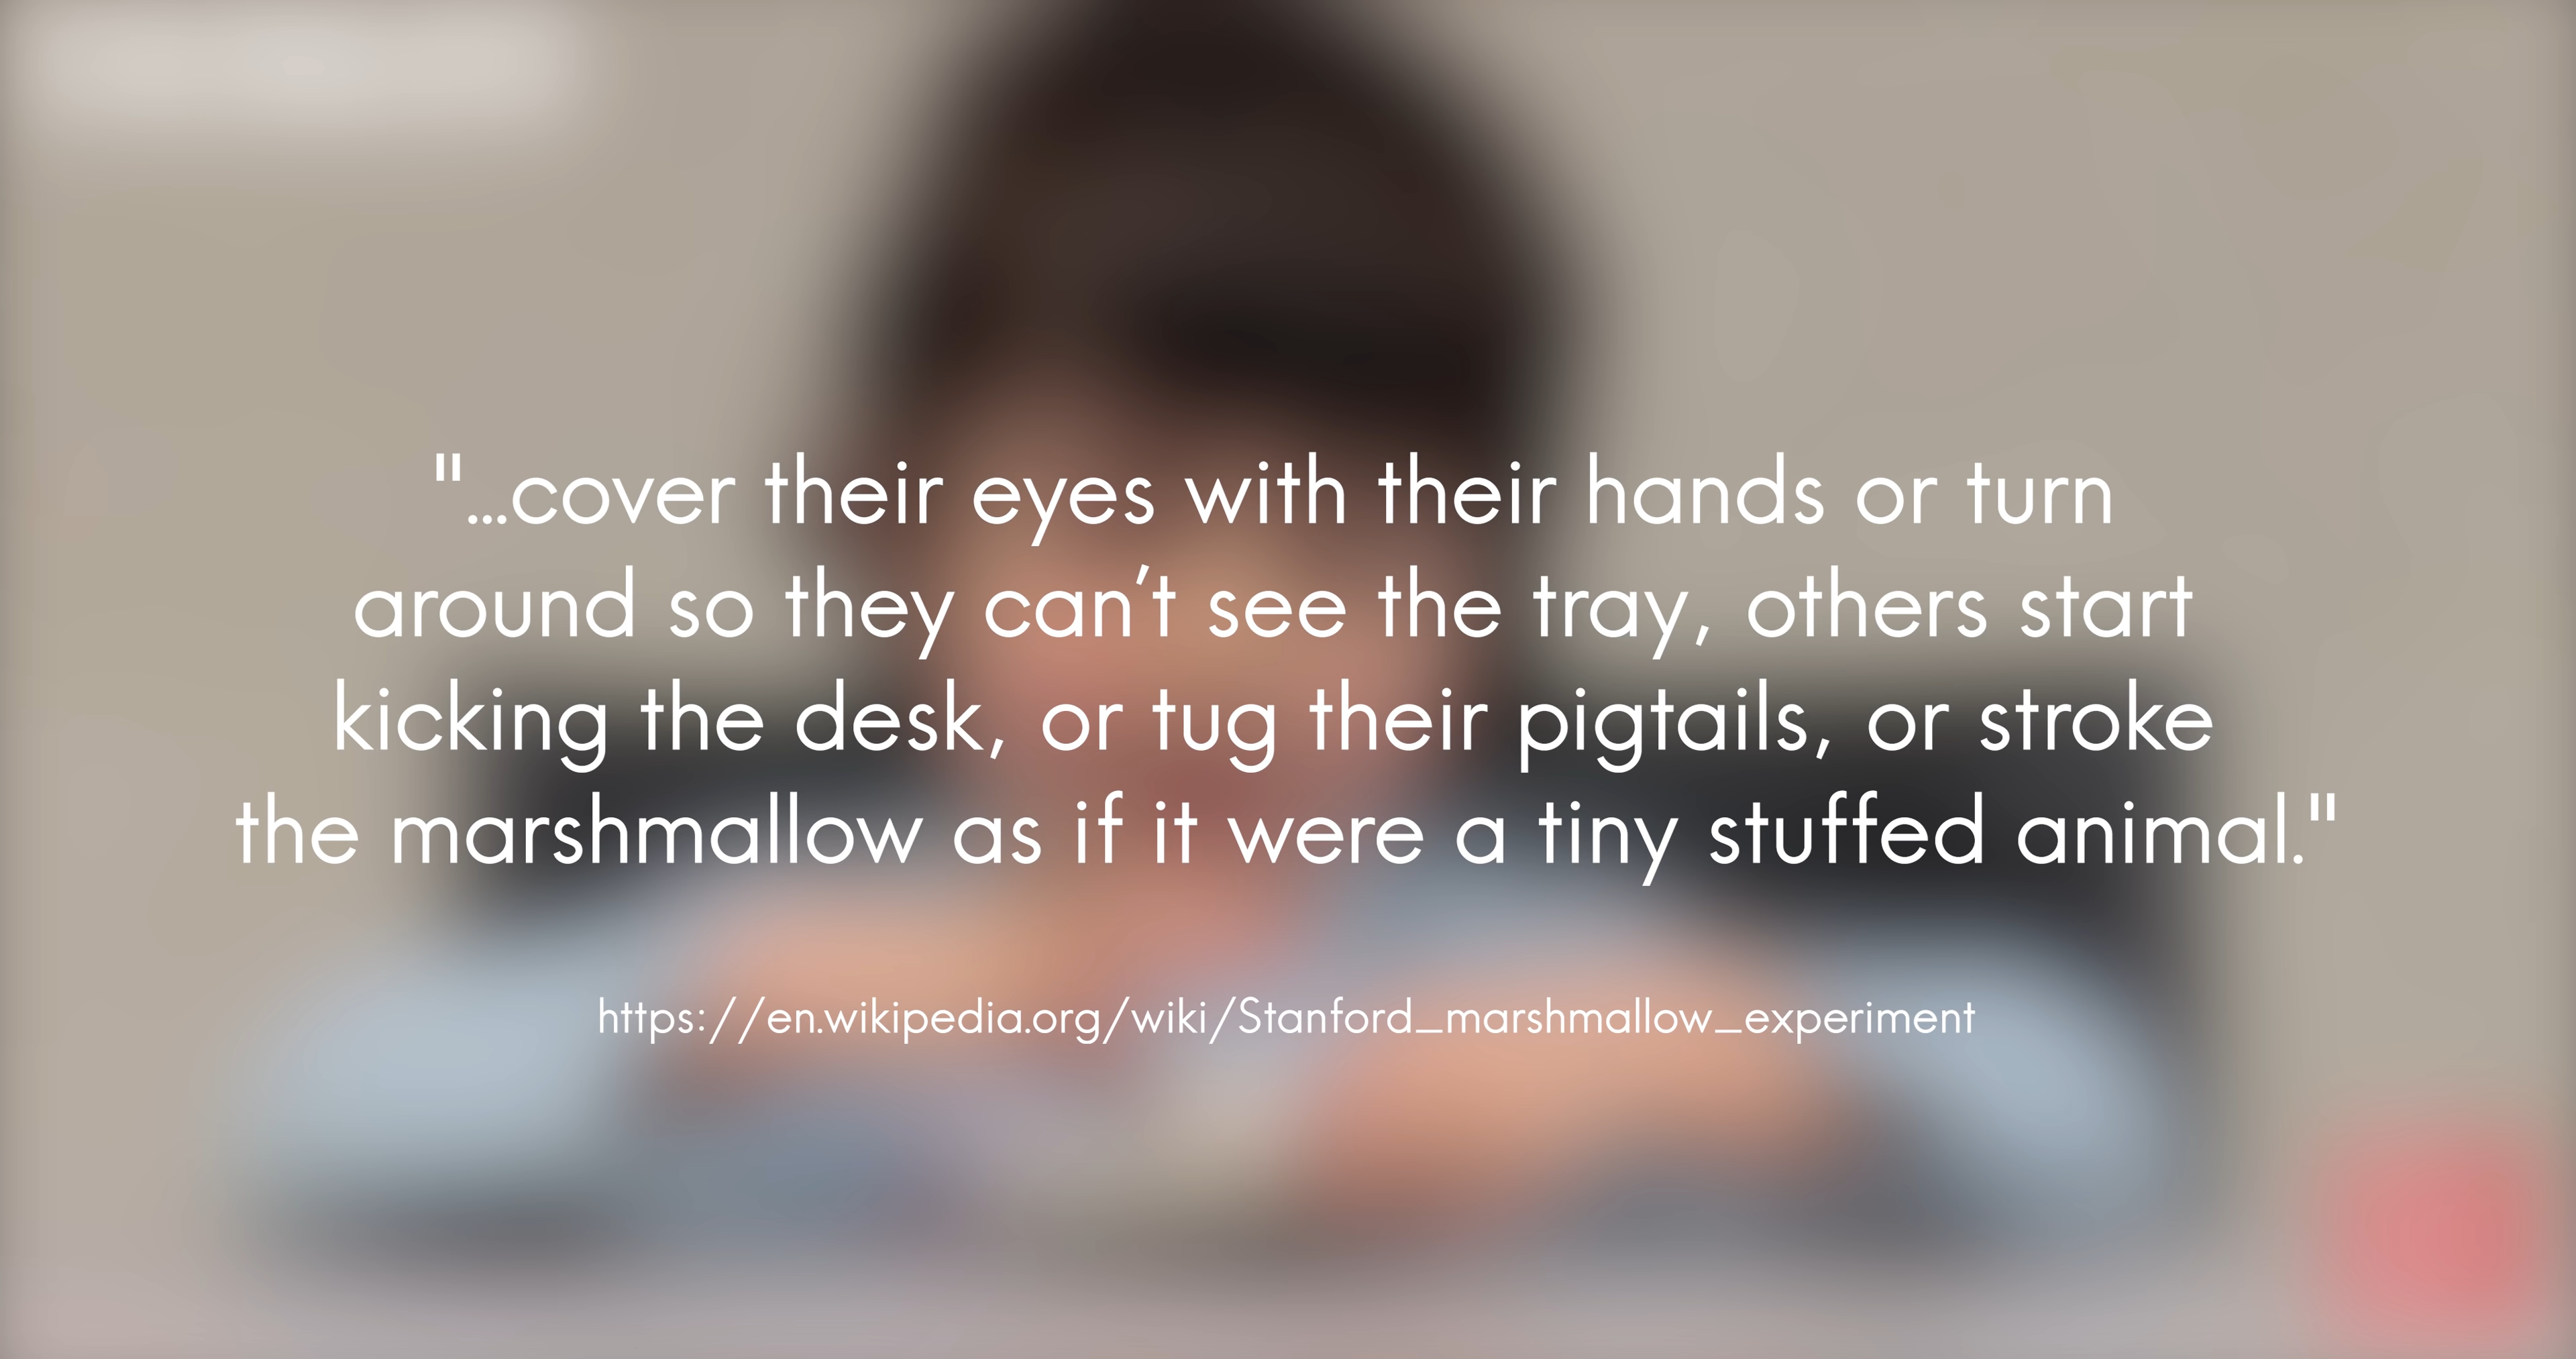 "...cover their eyes with their hands or turn
around so they can't see the tray, others start
kicking the desk, or tug their pigtails, or stroke
the marshmallow as if it were a tiny stuffed animal."
https://en.wikipedia.org/wiki/Stanford_marshmallow_experiment